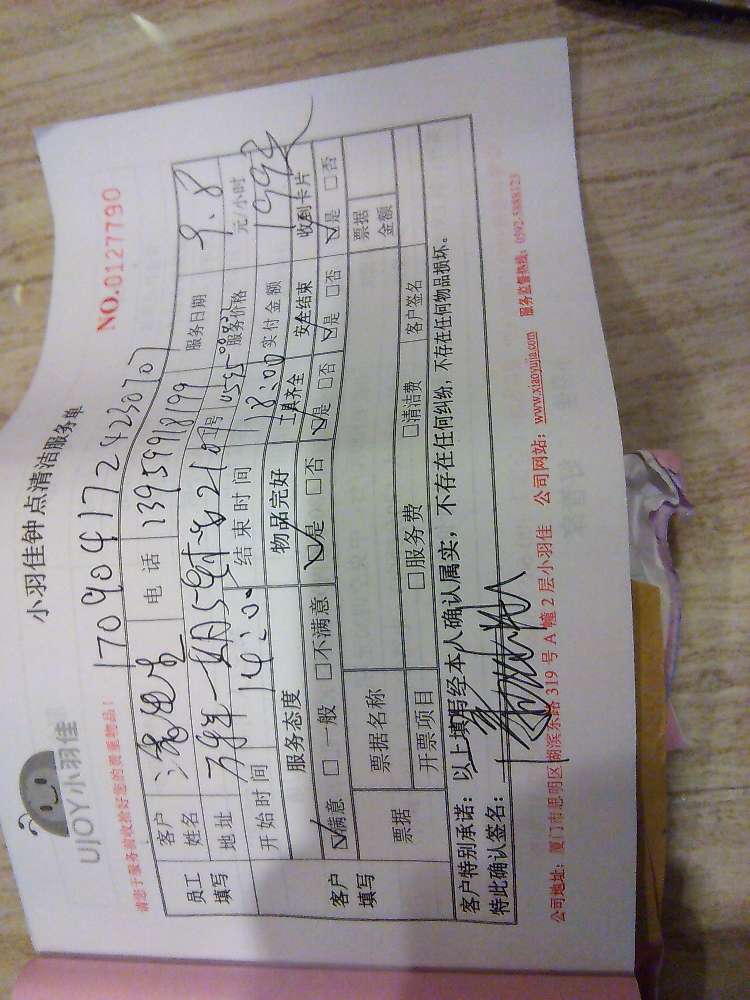 小羽佳钟点清洁服务单
UJOY小羽佳
NO.0127790
1709041724230707
请您于服务前收拾好您的贵重物品！
员工填写 客户姓名 电话 13959918199 服务日期 9.8
地址 工号 服务价格 元/小时
开始时间 14:00 结束时间 18:00 实付金额 199
客户填写 服务态度 物品完好 工具齐全 安全结束 收到卡片
☑满意 □一般 □不满意 ☑是 □否 ☑是 □否 ☑是 □否 ☑是 □否
票据 票据名称 票据金额
开票项目 □服务费 □清洁费 客户签名
客户特别承诺：以上填写经本人确认属实，不存在任何纠纷，不存在任何物品损坏。
特此确认签名：
公司地址：厦门市思明区湖滨东路319号A幢2层小羽佳 公司网站：www.xiaoyujia.com 服务监督热线：0592-5888123